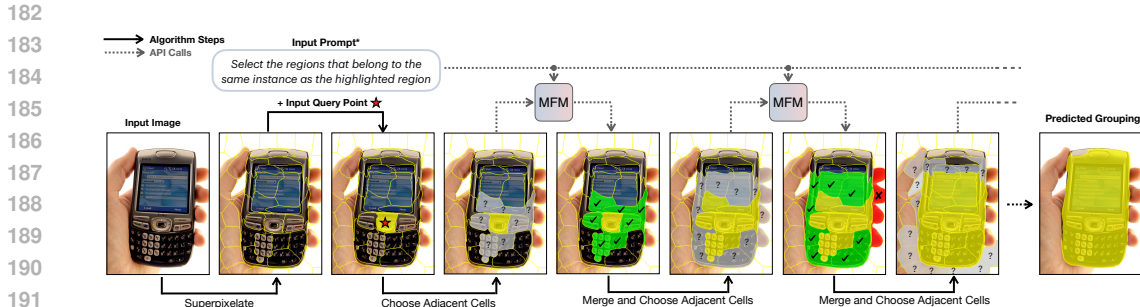 182
183
184
185
186
187
188
189
190
191
Algorithm Steps
API Calls
Input Prompt*
Select the regions that belong to the
same instance as the highlighted region
+ Input Query Point
MFM
MFM
Input Image
Predicted Grouping
? ? ? ? ? ? ?
Superpixelate
Choose Adjacent Cells
Merge and Choose Adjacent Cells
Merge and Choose Adjacent Cells